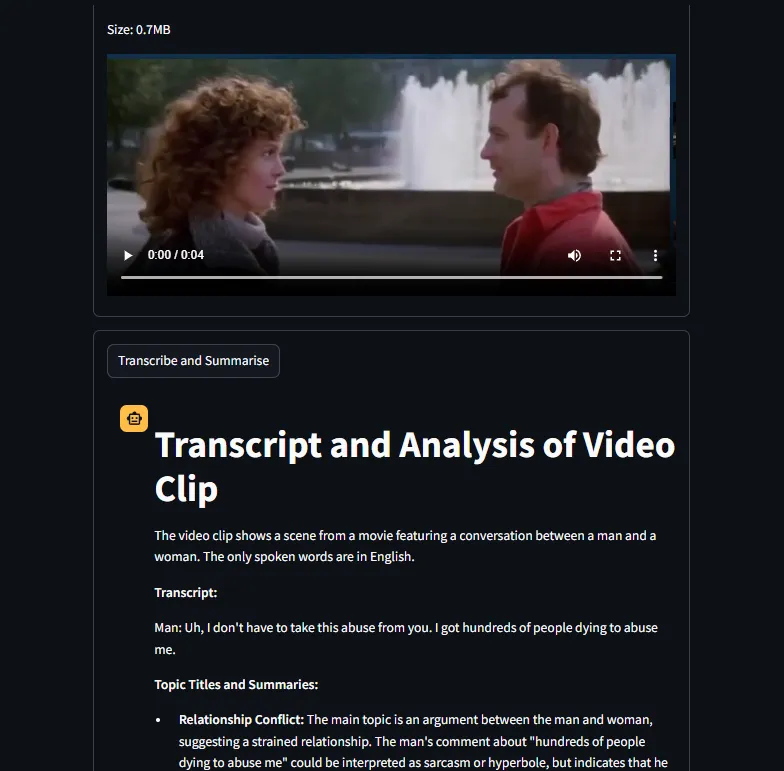 Size: 0.7MB
0:00 / 0:04
Transcribe and Summarise
Transcript and Analysis of Video
Clip
The video clip shows a scene from a movie featuring a conversation between a man and a
woman. The only spoken words are in English.
Transcript:
Man: Uh, I don't have to take this abuse from you. I got hundreds of people dying to abuse
me.
Topic Titles and Summaries:
• Relationship Conflict: The main topic is an argument between the man and woman,
suggesting a strained relationship. The man's comment about "hundreds of people
dying to abuse me" could be interpreted as sarcasm or hyperbole, but indicates that he